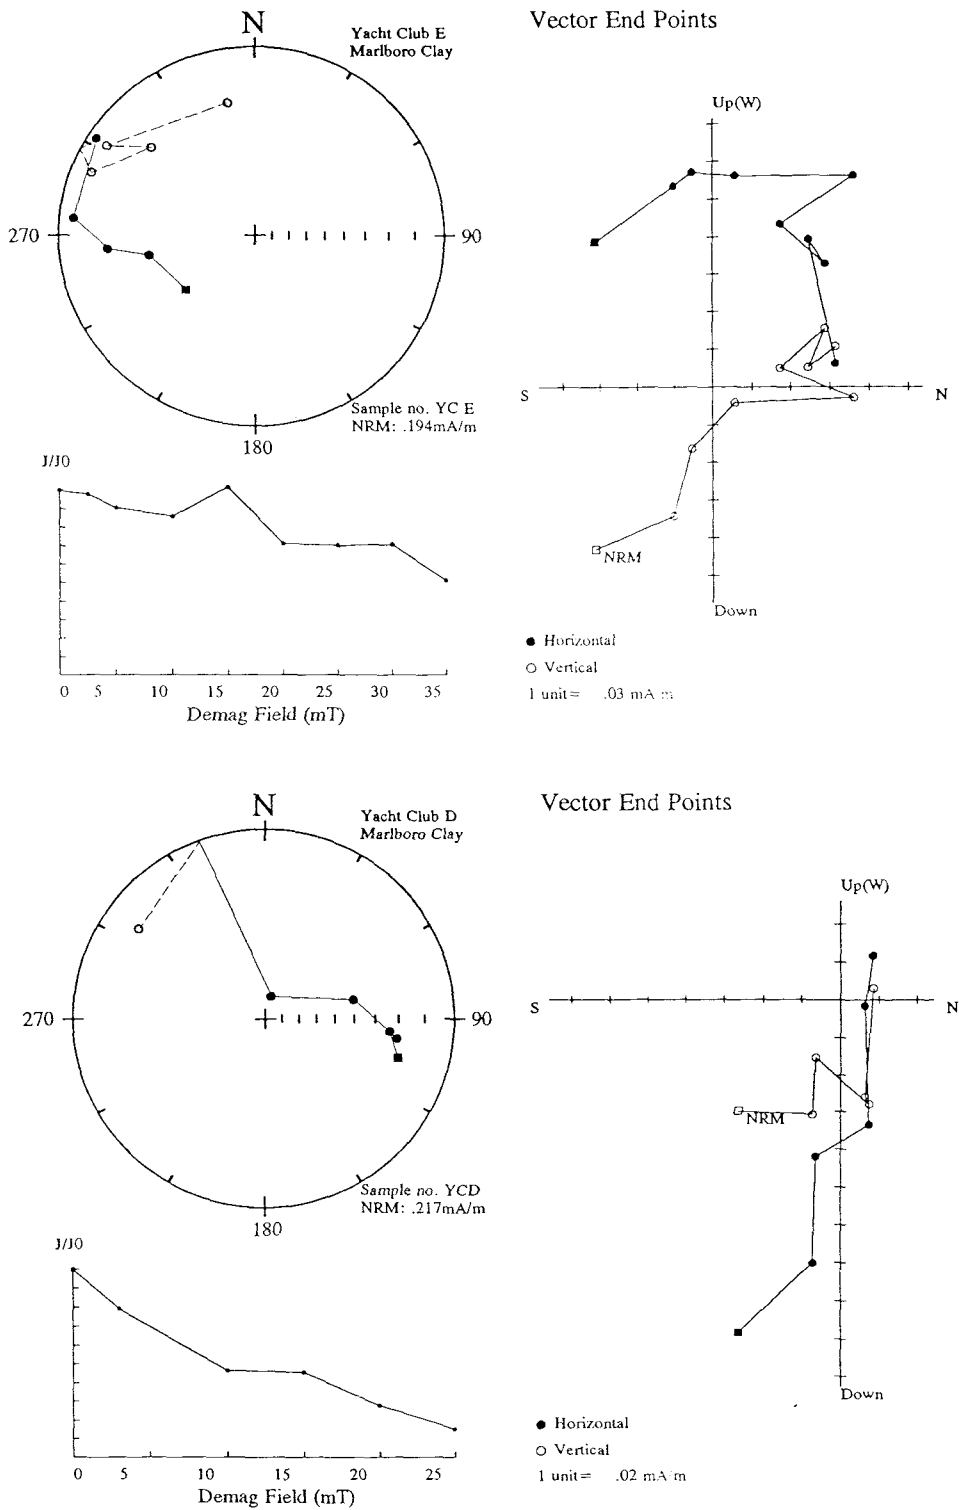 N
Yacht Club E
Marlboro Clay
270
90
180
Sample no. YC E
NRM: .194mA/m
Vector End Points
Up(W)
S
N
NRM
Down
● Horizontal
○ Vertical
1 unit= .03 mA m
J/J0
0 5 10 15 20 25 30 35
Demag Field (mT)
N
Yacht Club D
Marlboro Clay
270
90
180
Sample no. YCD
NRM: .217mA/m
Vector End Points
Up(W)
S
N
NRM
Down
● Horizontal
○ Vertical
1 unit= .02 mA/m
J/J0
0 5 10 15 20 25
Demag Field (mT)